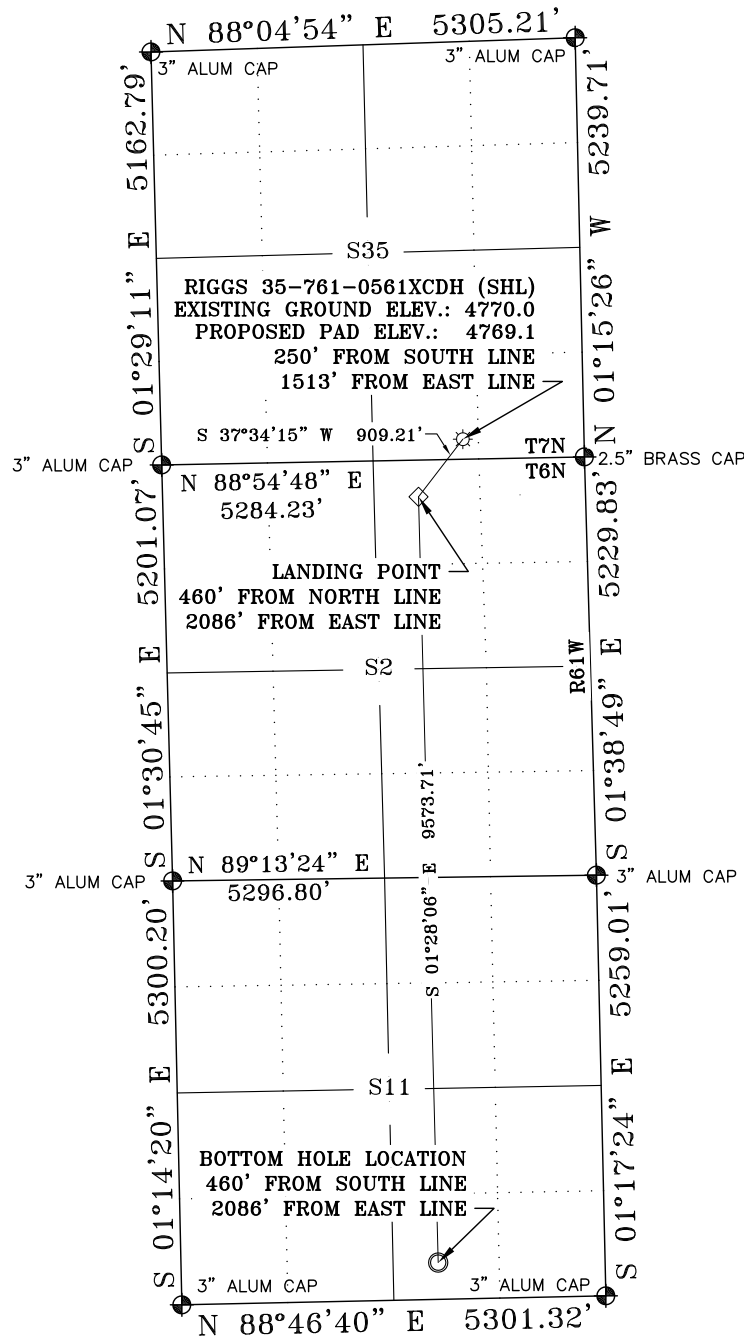 N 88°04'54" E 5305.21'
3" ALUM CAP
3" ALUM CAP
S 01°29'11" E 5162.79'
N 01°15'26" W 5239.71'
S35
RIGGS 35-761-0561XCDH (SHL)
EXISTING GROUND ELEV.: 4770.0
PROPOSED PAD ELEV.: 4769.1
250' FROM SOUTH LINE
1513' FROM EAST LINE
S 37°34'15" W 909.21'
T7N
T6N
3" ALUM CAP
2.5" BRASS CAP
N 88°54'48" E
5284.23'
LANDING POINT
460' FROM NORTH LINE
2086' FROM EAST LINE
S 01°30'45" E 5201.07'
S 01°38'49" E 5229.83'
R61W
S2
S 01°28'06" E 9573.71'
N 89°13'24" E
5296.80'
3" ALUM CAP
3" ALUM CAP
S 01°14'20" E 5300.20'
S 01°17'24" E 5259.01'
S11
BOTTOM HOLE LOCATION
460' FROM SOUTH LINE
2086' FROM EAST LINE
3" ALUM CAP
3" ALUM CAP
N 88°46'40" E 5301.32'